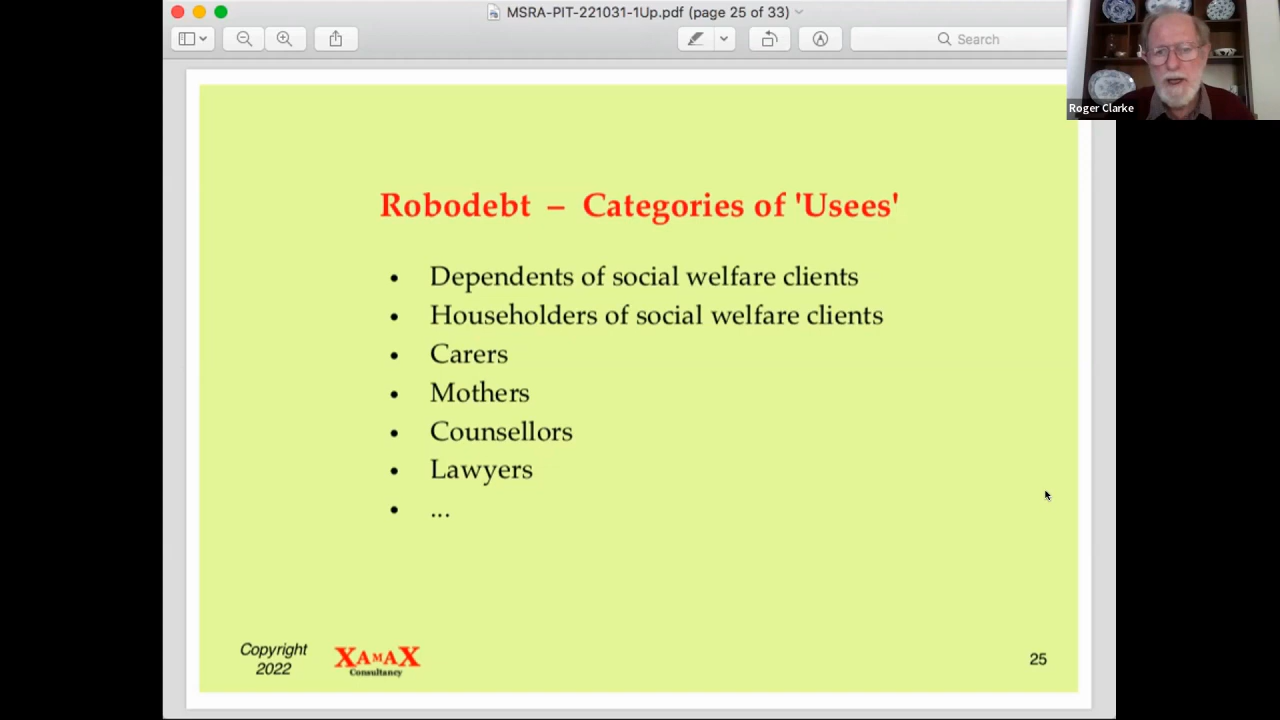 MSRA-PIT-221031-1Up.pdf (page 25 of 33)
Search
Roger Clarke
Robodebt – Categories of 'Usees'
• Dependents of social welfare clients
• Householders of social welfare clients
• Carers
• Mothers
• Counsellors
• Lawyers
• ...
Copyright
2022
XAMAX
Consultancy
25